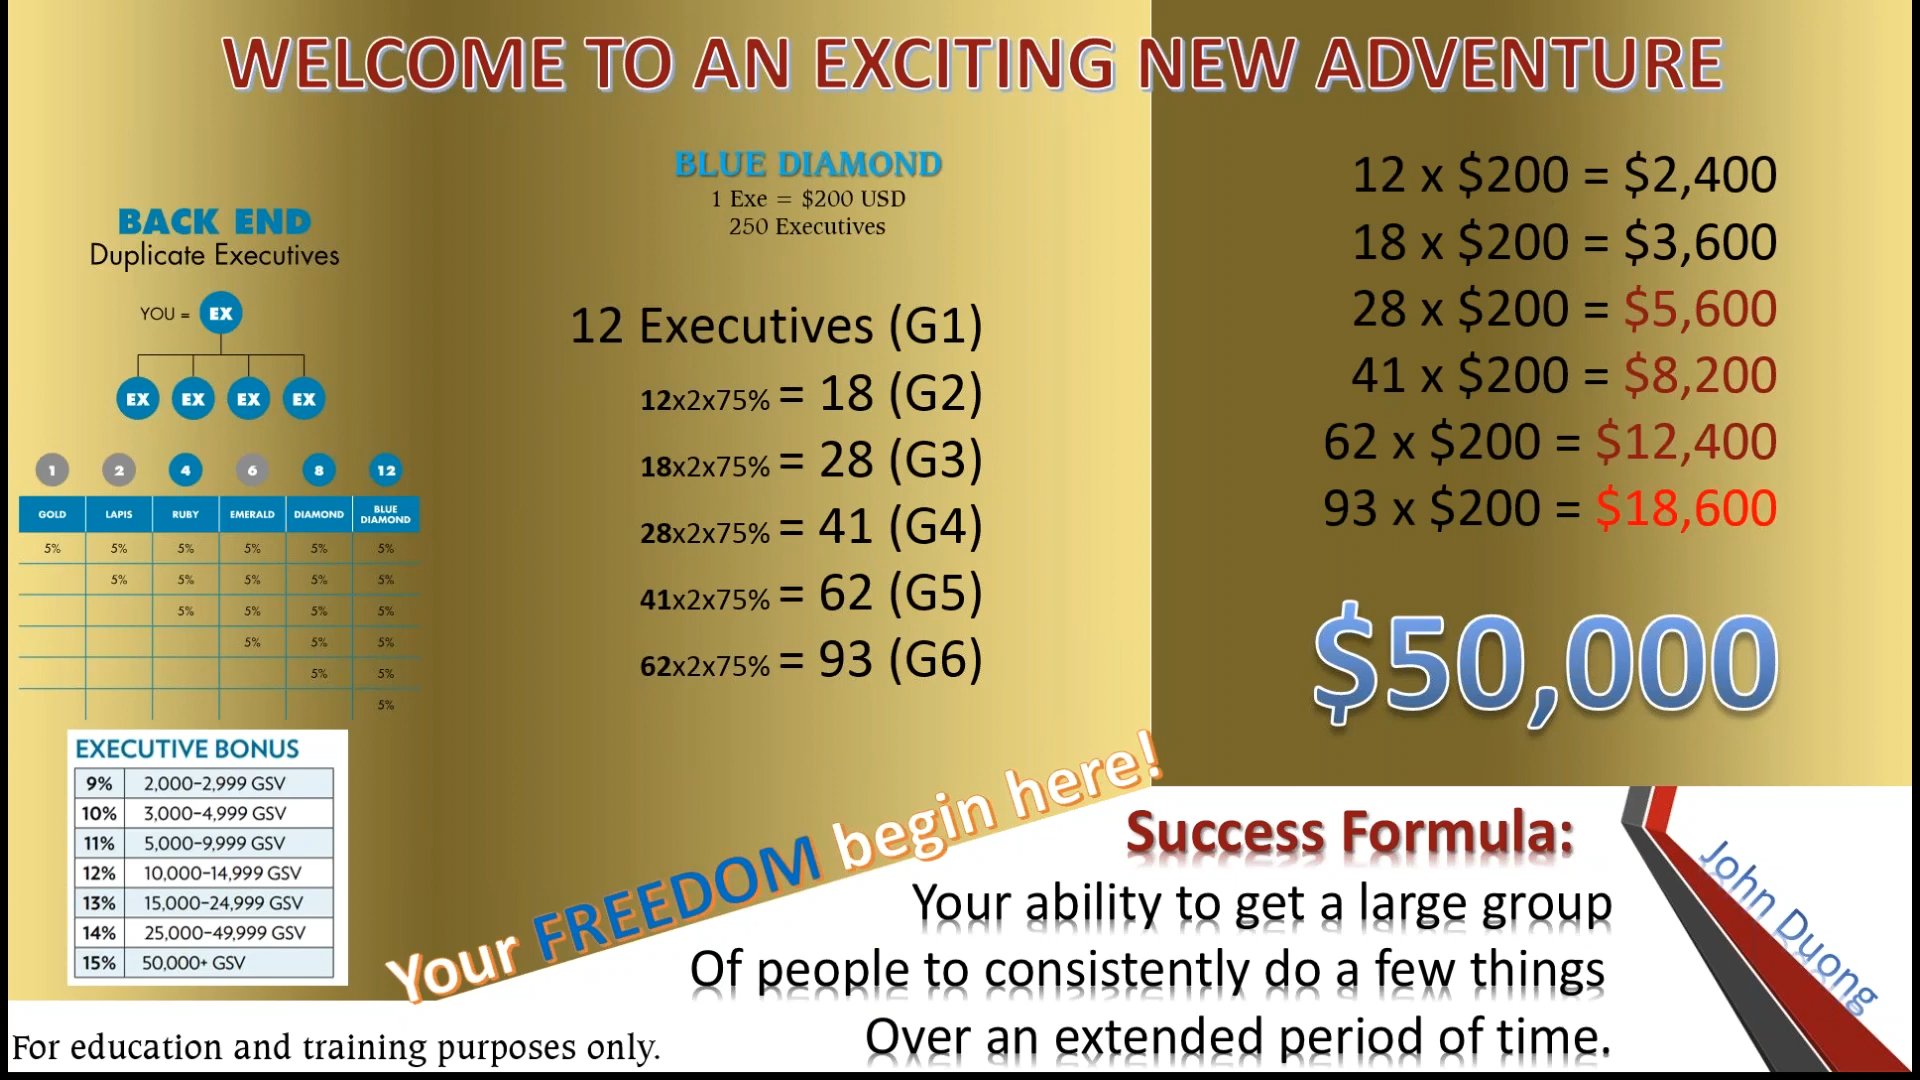 WELCOME TO AN EXCITING NEW ADVENTURE
BACK END
Duplicate Executives
YOU = EX
EX EX EX EX
1 2 4 6 8 12
GOLD LAPIS RUBY EMERALD DIAMOND BLUE DIAMOND
5% 5% 5% 5% 5% 5%
5% 5% 5% 5% 5%
5% 5% 5% 5%
5% 5% 5%
5% 5%
5%
EXECUTIVE BONUS
9% 2,000-2,999 GSV
10% 3,000-4,999 GSV
11% 5,000-9,999 GSV
12% 10,000-14,999 GSV
13% 15,000-24,999 GSV
14% 25,000-49,999 GSV
15% 50,000+ GSV
BLUE DIAMOND
1 Exe = $200 USD
250 Executives
12 Executives (G1)
12x2x75% = 18 (G2)
18x2x75% = 28 (G3)
28x2x75% = 41 (G4)
41x2x75% = 62 (G5)
62x2x75% = 93 (G6)
12 x $200 = $2,400
18 x $200 = $3,600
28 x $200 = $5,600
41 x $200 = $8,200
62 x $200 = $12,400
93 x $200 = $18,600
$50,000
Your FREEDOM begin here!
Success Formula:
Your ability to get a large group
Of people to consistently do a few things
Over an extended period of time.
John Duong
For education and training purposes only.